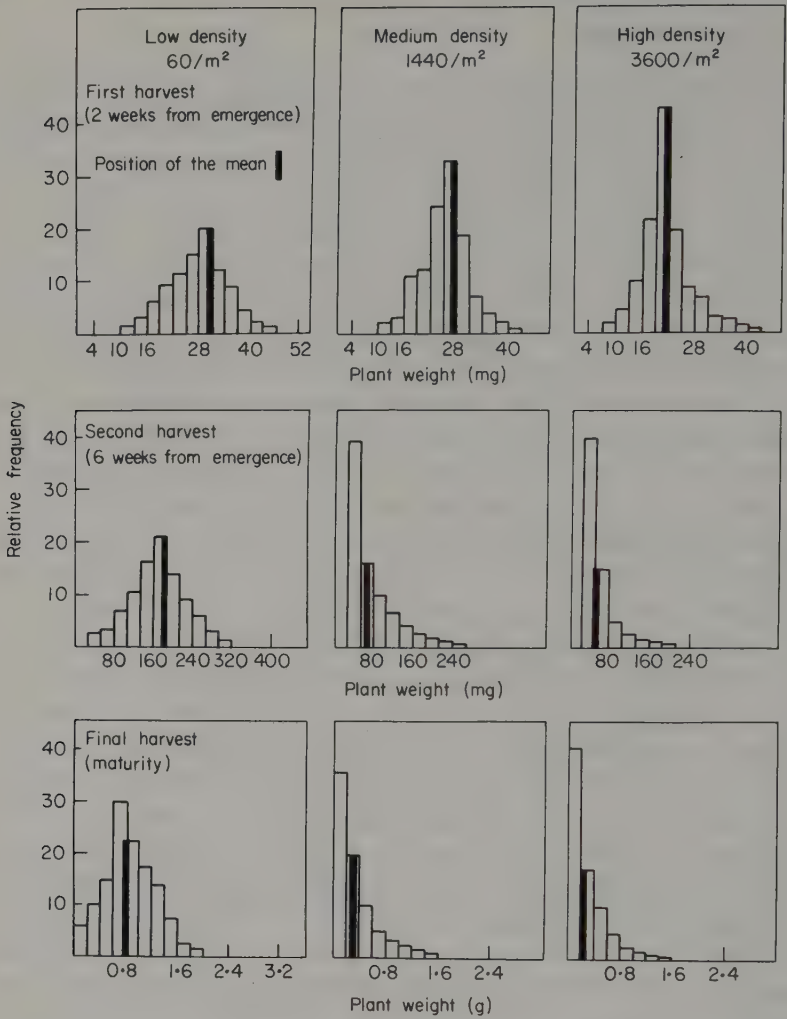 Low density
60/m²
Medium density
1440/m²
High density
3600/m²
First harvest
(2 weeks from emergence)
Position of the mean
40
30
20
10
4 10 16 28 40 52
4 10 16 28 40
4 10 16 28 40
Plant weight (mg)
Relative frequency
Second harvest
(6 weeks from emergence)
40
30
20
10
80 160 240 320 400
80 160 240
80 160 240
Plant weight (mg)
Final harvest
(maturity)
40
30
20
10
0·8 1·6 2·4 3·2
0·8 1·6 2·4
0·8 1·6 2·4
Plant weight (g)